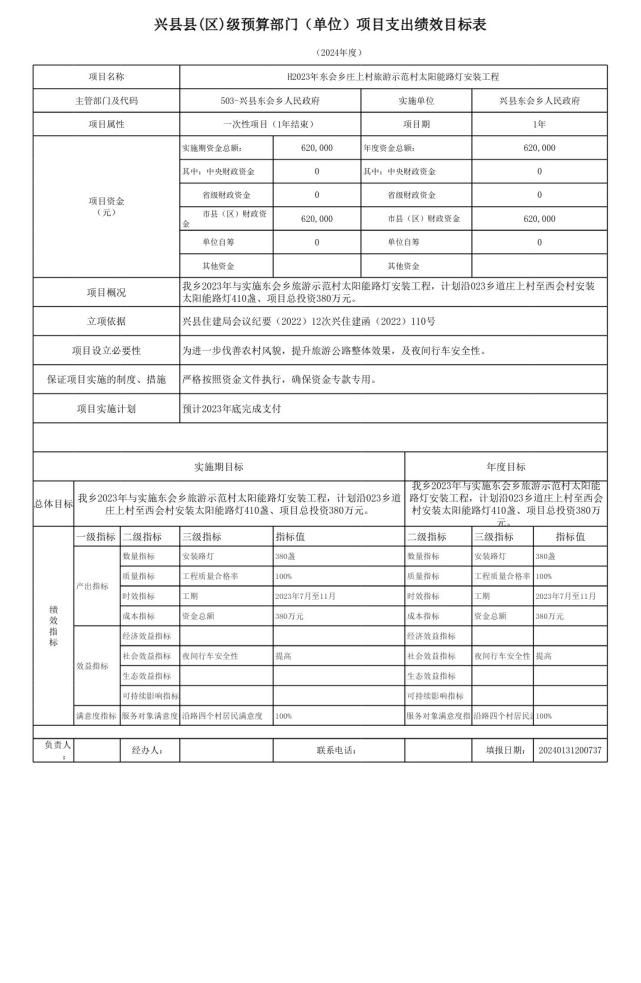 兴县县(区)级预算部门（单位）项目支出绩效目标表
（2024年度）
项目名称 H2023年东会乡庄上村旅游示范村太阳能路灯安装工程
主管部门及代码 503-兴县东会乡人民政府 实施单位 兴县东会乡人民政府
项目属性 一次性项目（1年结束） 项目期 1年
项目资金（元） 实施期资金总额: 620,000 年度资金总额: 620,000
其中: 中央财政资金 0 其中: 中央财政资金 0
省级财政资金 0 省级财政资金 0
市县（区）财政资金 620,000 市县（区）财政资金 620,000
单位自筹 0 单位自筹 0
其他资金 其他资金
项目概况 我乡2023年与实施东会乡旅游示范村太阳能路灯安装工程, 计划沿023乡道庄上村至西会村安装
太阳能路灯410盏、项目总投资380万元。
立项依据 兴县住建局会议纪要（2022）12次兴住建函（2022）110号
项目设立必要性 为进一步伐善农村风貌, 提升旅游公路整体效果, 及夜间行车安全性。
保证项目实施的制度、措施 严格按照资金文件执行, 确保资金专款专用。
项目实施计划 预计2023年底完成支付
实施期目标 年度目标
总体目标 我乡2023年与实施东会乡旅游示范村太阳能路灯安装工程, 计划沿023乡道
庄上村至西会村安装太阳能路灯410盏、项目总投资380万元。
我乡2023年与实施东会乡旅游示范村太阳能
路灯安装工程, 计划沿023乡道庄上村至西会
村安装太阳能路灯410盏、项目总投资380万
元。
绩效指标 一级指标 二级指标 三级指标 指标值 二级指标 三级指标 指标值
产出指标 数量指标 安装路灯 380盏 数量指标 安装路灯 380盏
质量指标 工程质量合格率 100% 质量指标 工程质量合格率 100%
时效指标 工期 2023年7月至11月 时效指标 工期 2023年7月至11月
成本指标 资金总额 380万元 成本指标 资金总额 380万元
效益指标 经济效益指标 经济效益指标
社会效益指标 夜间行车安全性 提高 社会效益指标 夜间行车安全性 提高
生态效益指标 生态效益指标
可持续影响指标 可持续影响指标
满意度指标 服务对象满意度 沿路四个村居民满意度 100% 服务对象满意度指 沿路四个村居民 100%
负责人: 经办人: 联系电话: 填报日期: 20240131200737